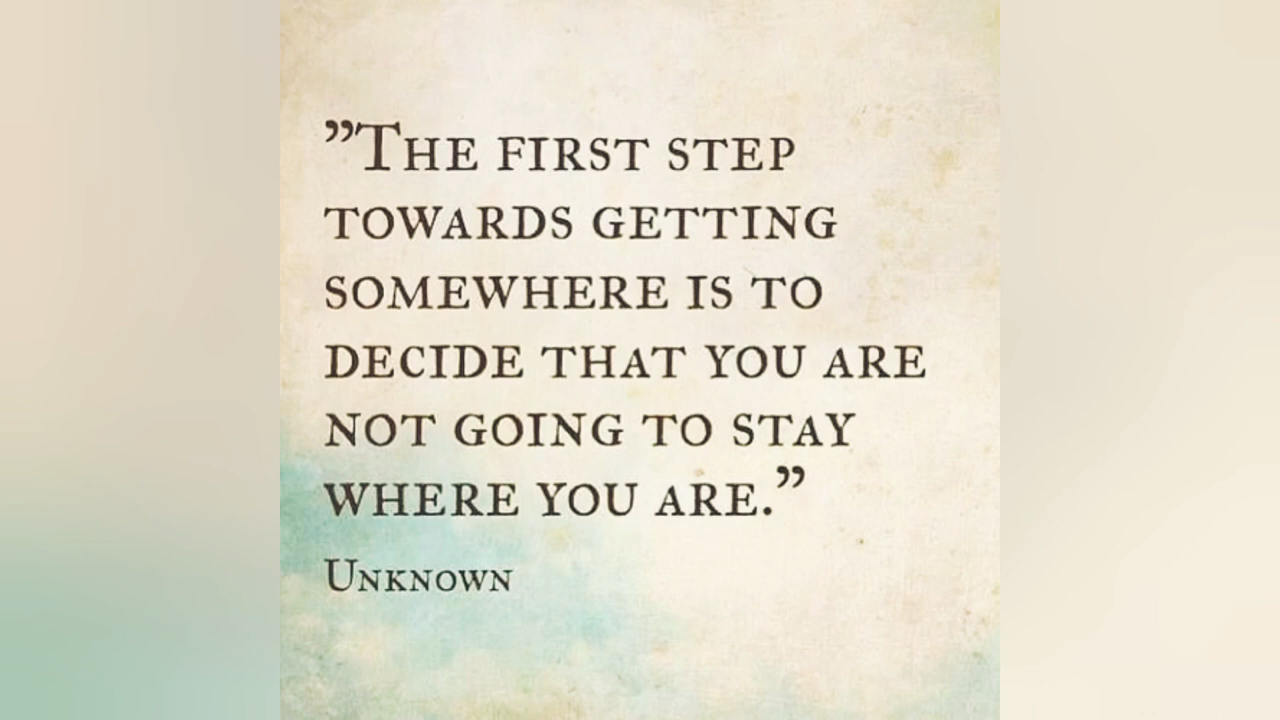 ”The first step
towards getting
somewhere is to
decide that you are
not going to stay
where you are.”
Unknown